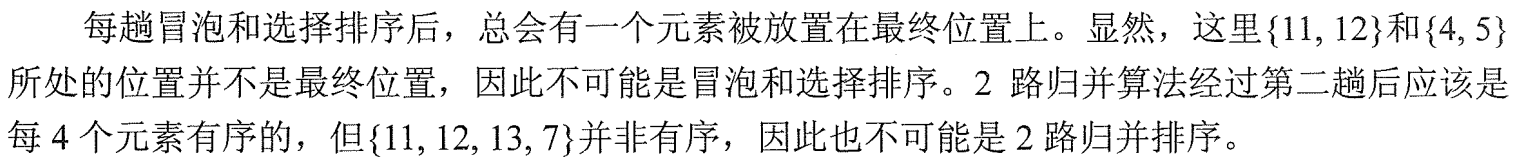 每趟冒泡和选择排序后，总会有一个元素被放置在最终位置上。显然，这里{11, 12}和{4, 5}
所处的位置并不是最终位置，因此不可能是冒泡和选择排序。2 路归并算法经过第二趟后应该是
每 4 个元素有序的，但{11, 12, 13, 7}并非有序，因此也不可能是 2 路归并排序。